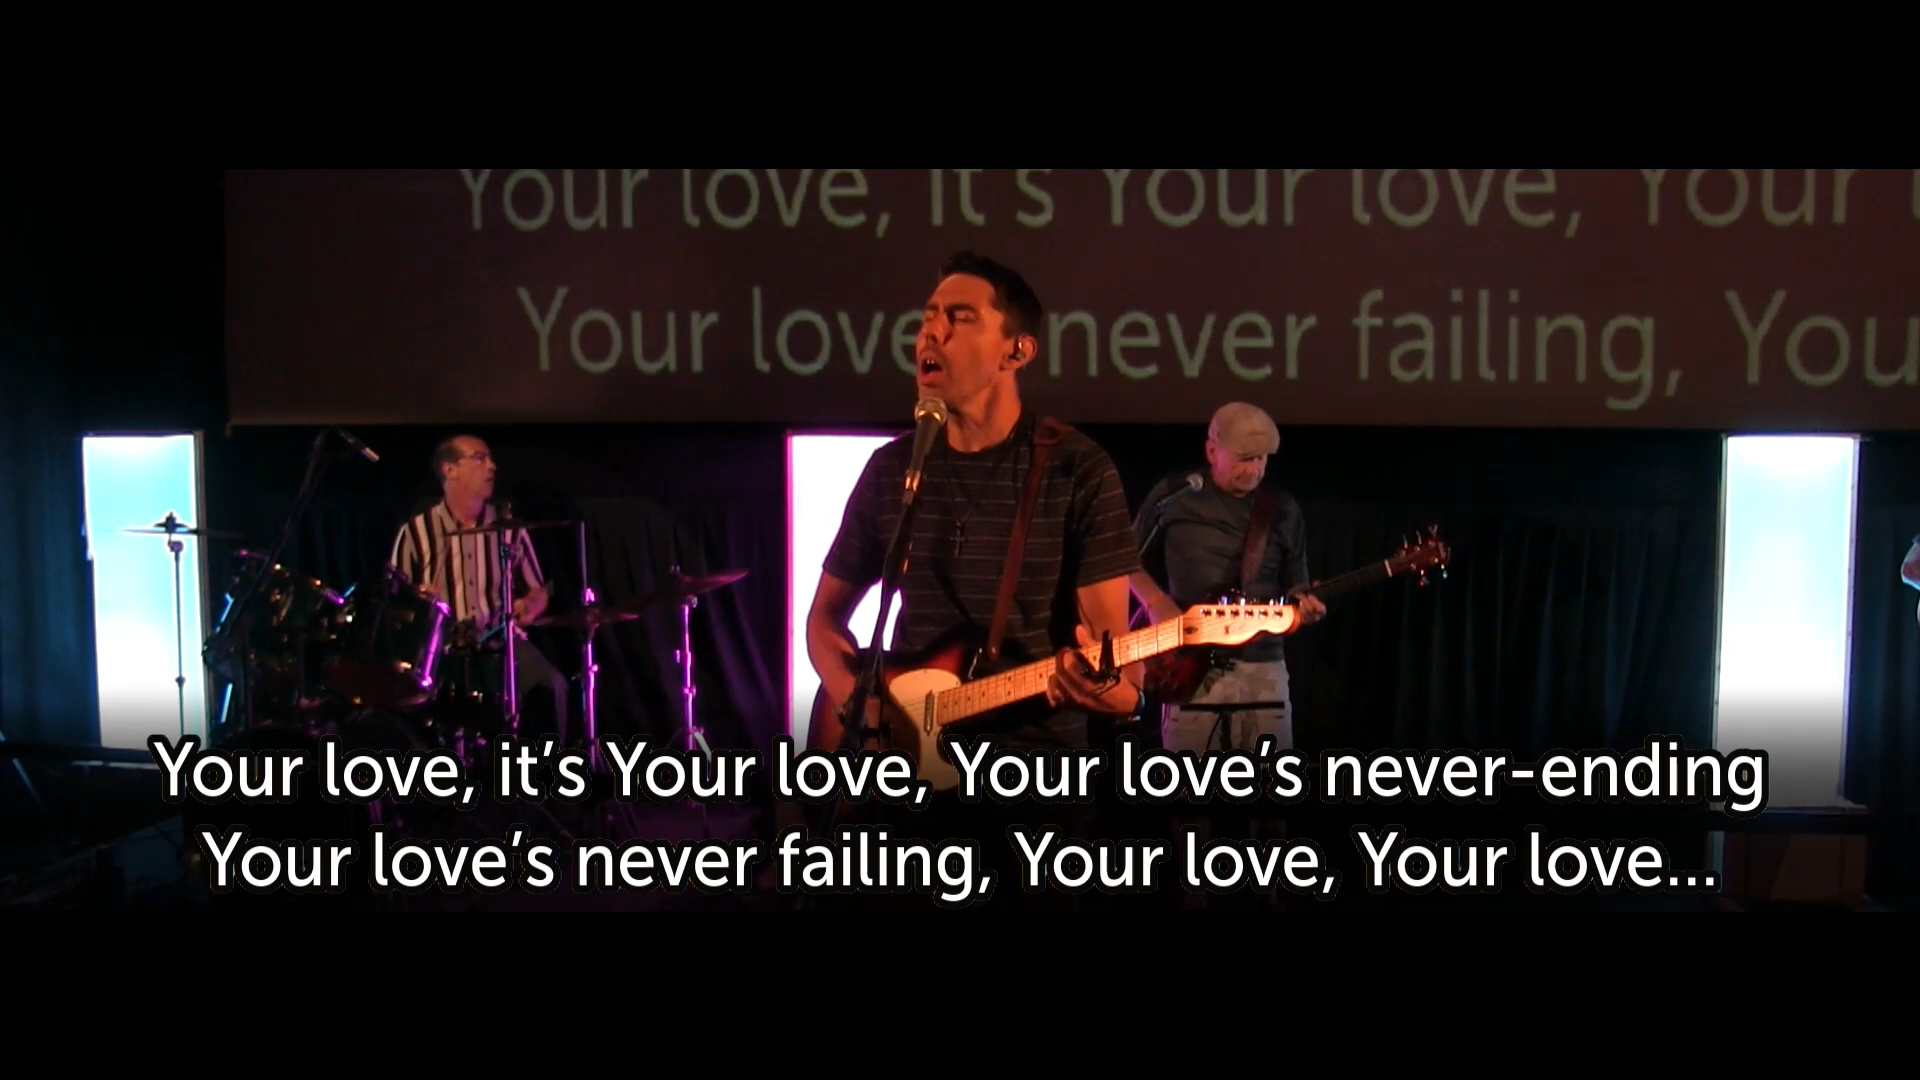 Your love, it's Your love, Your
Your love never failing, You
Your love, it’s Your love, Your love’s never-ending
Your love’s never failing, Your love, Your love...